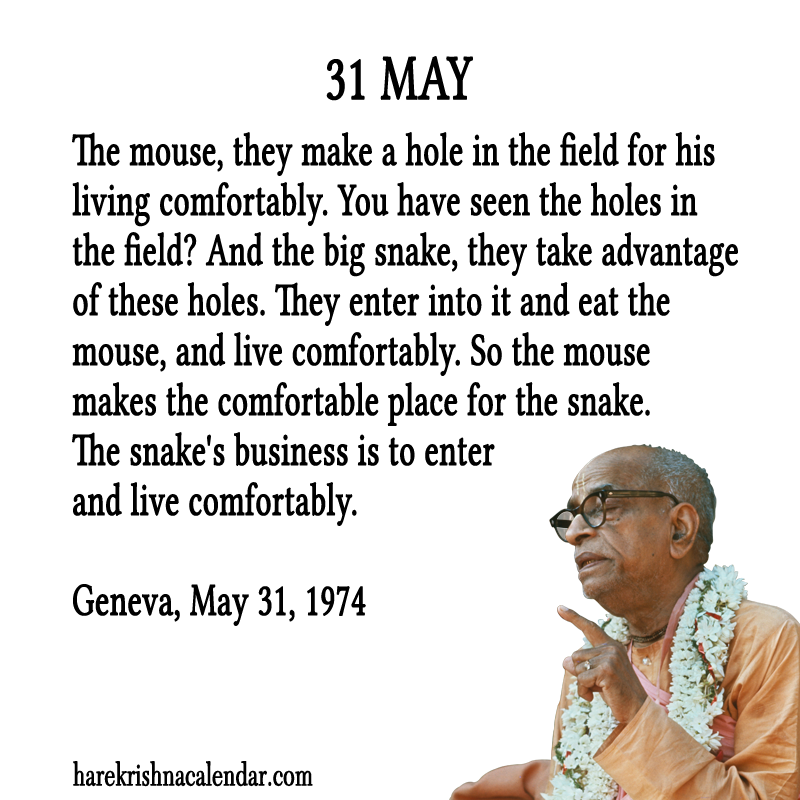 31 MAY
The mouse, they make a hole in the field for his
living comfortably. You have seen the holes in
the field? And the big snake, they take advantage
of these holes. They enter into it and eat the
mouse, and live comfortably. So the mouse
makes the comfortable place for the snake.
The snake's business is to enter
and live comfortably.
Geneva, May 31, 1974
harekrishnacalendar.com